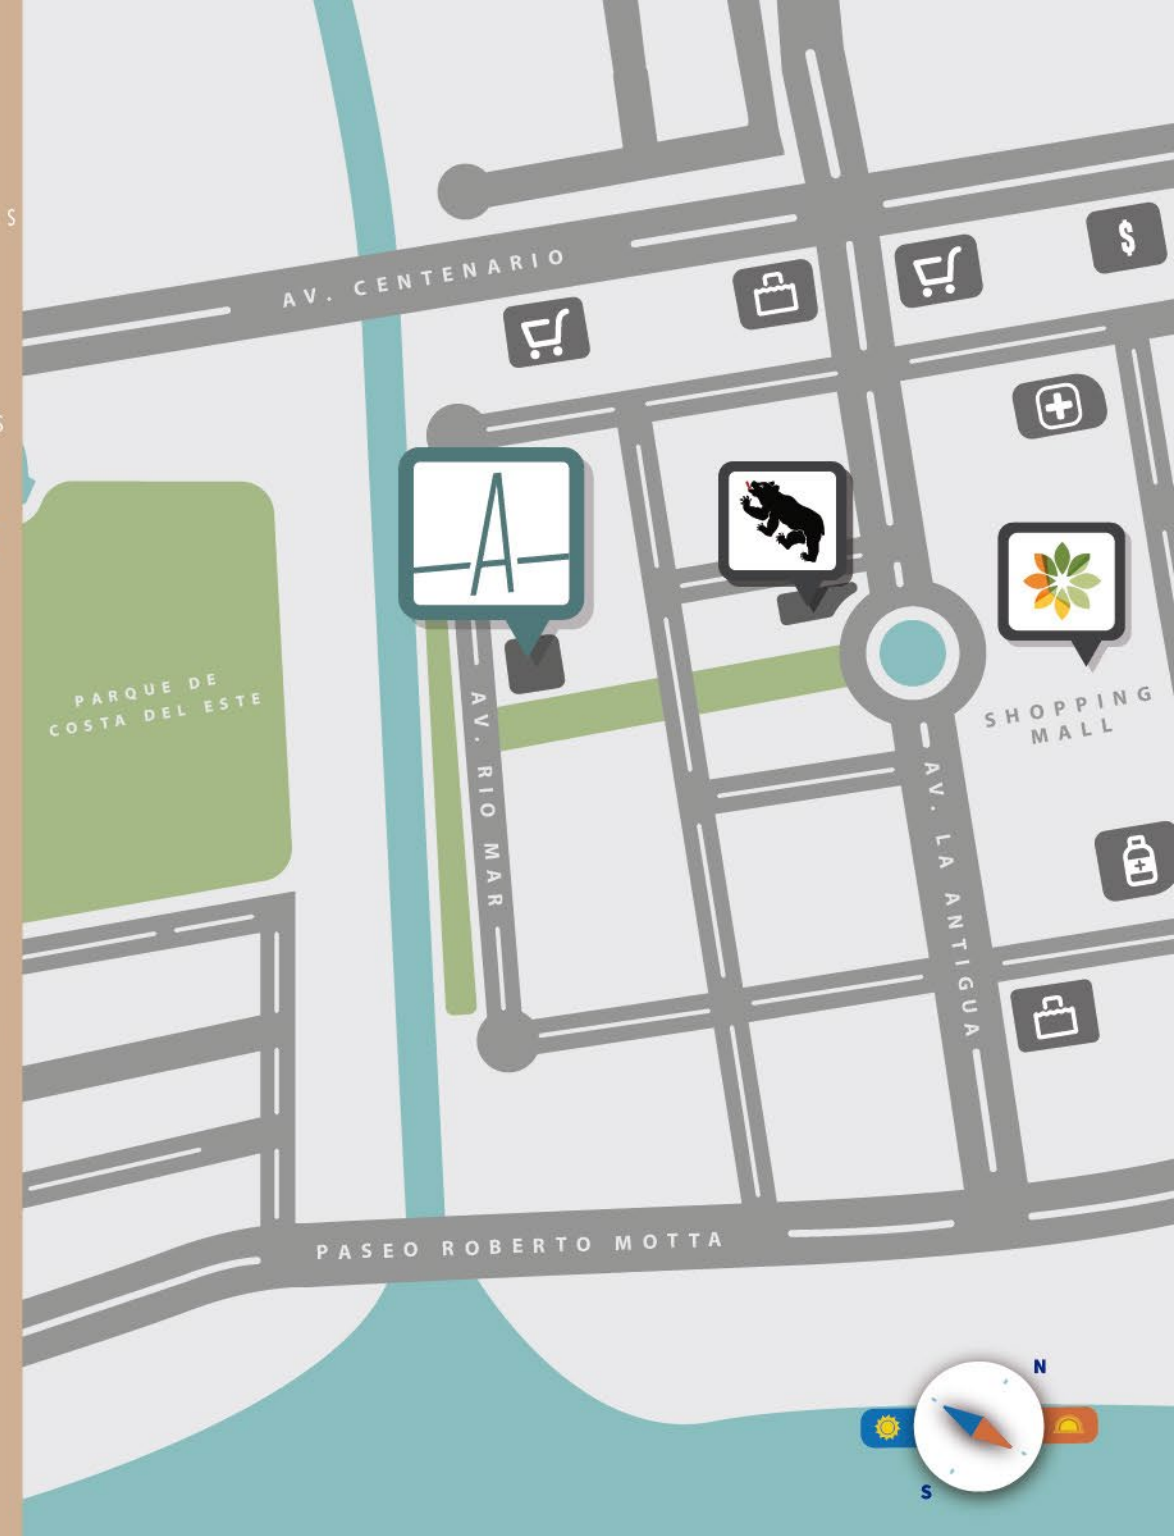 S
AV. CENTENARIO
$
S
A
PARQUE DE
COSTA DEL ESTE
AV. RIO MAR
SHOPPING
MALL
AV. LA ANTIGUA
PASEO ROBERTO MOTTA
N
S